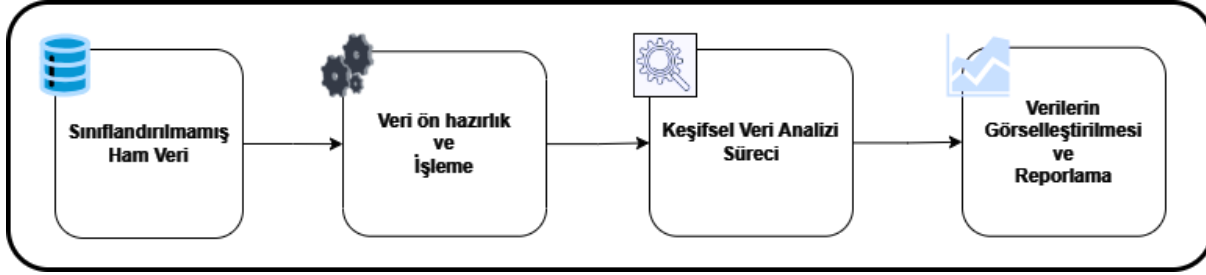 Sınıflandırılmamış
Ham Veri
Veri ön hazırlık
ve
İşleme
Keşifsel Veri Analizi
Süreci
Verilerin
Görselleştirilmesi
ve
Reporlama